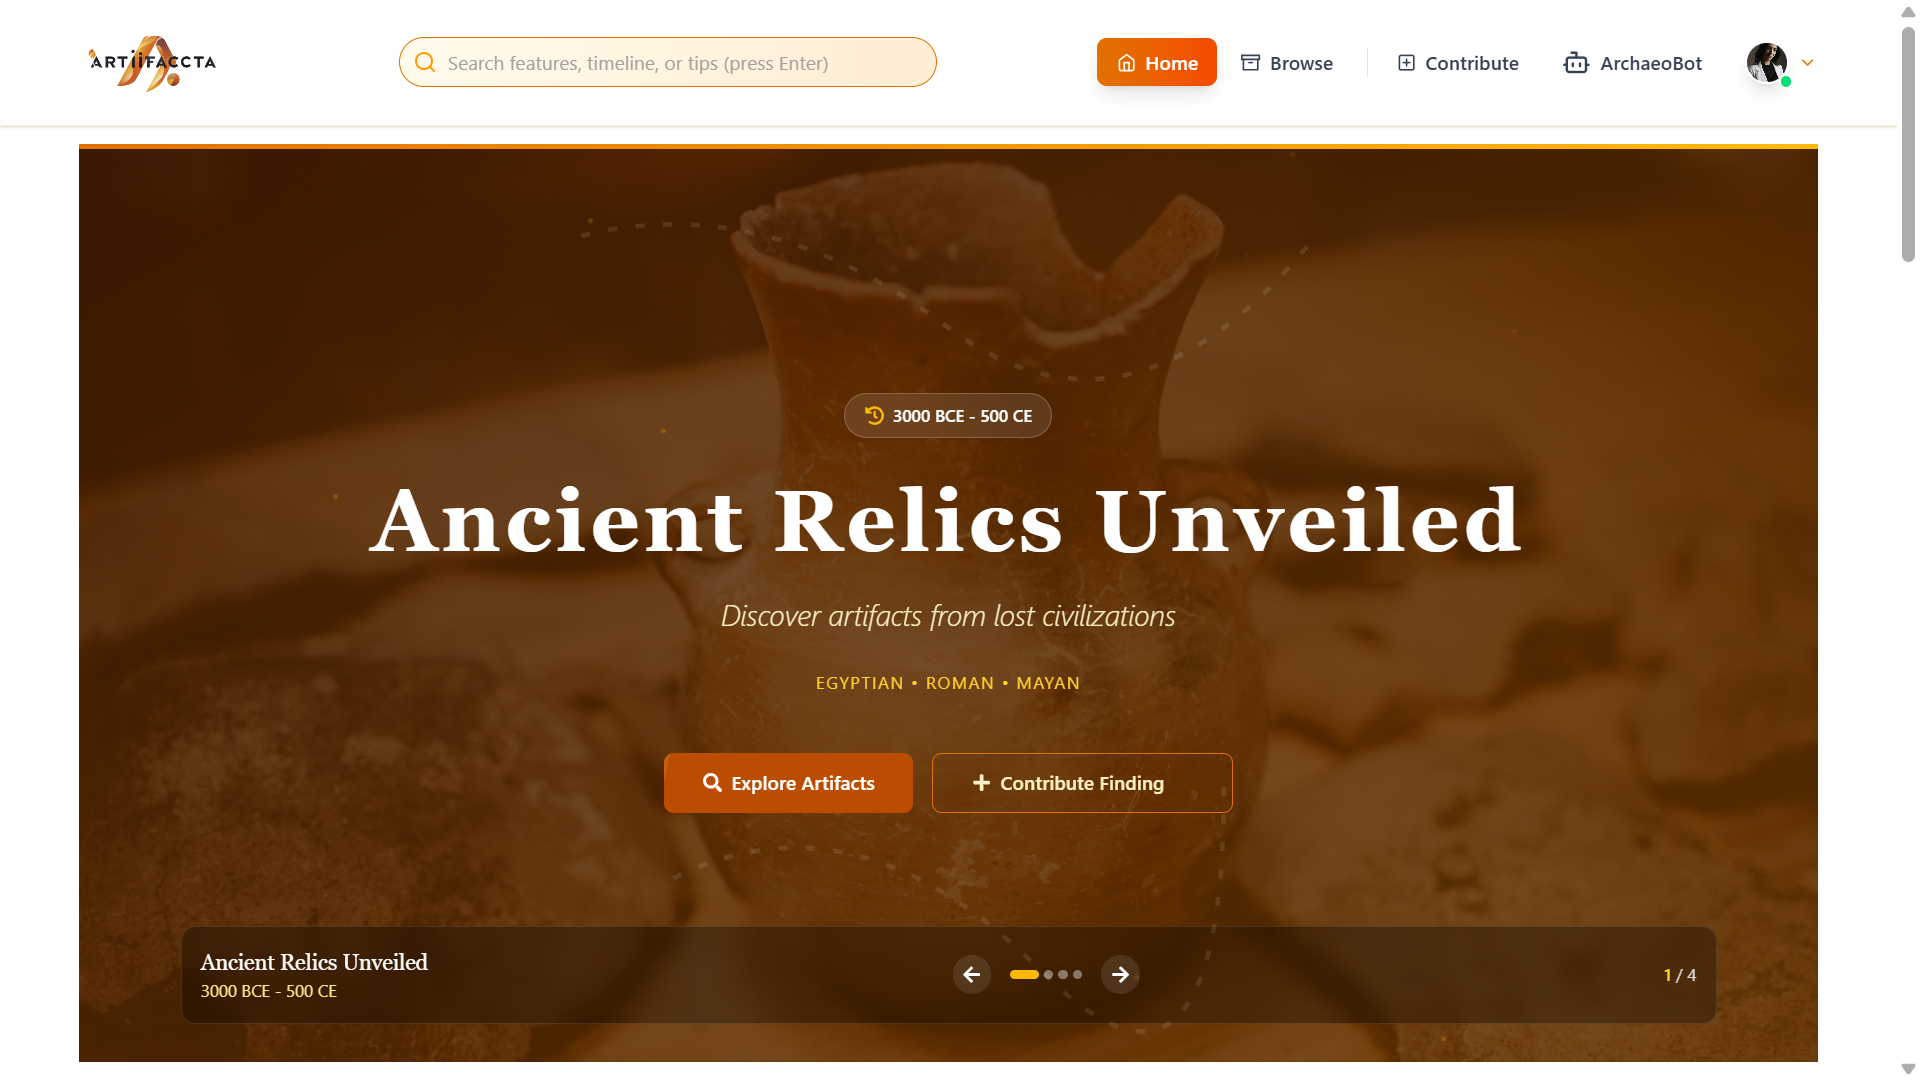 ARTIIFACCTA
Search features, timeline, or tips (press Enter)
Home
Browse
Contribute
ArchaeoBot
3000 BCE - 500 CE
Ancient Relics Unveiled
Discover artifacts from lost civilizations
EGYPTIAN • ROMAN • MAYAN
Explore Artifacts
Contribute Finding
Ancient Relics Unveiled
3000 BCE - 500 CE
1 / 4